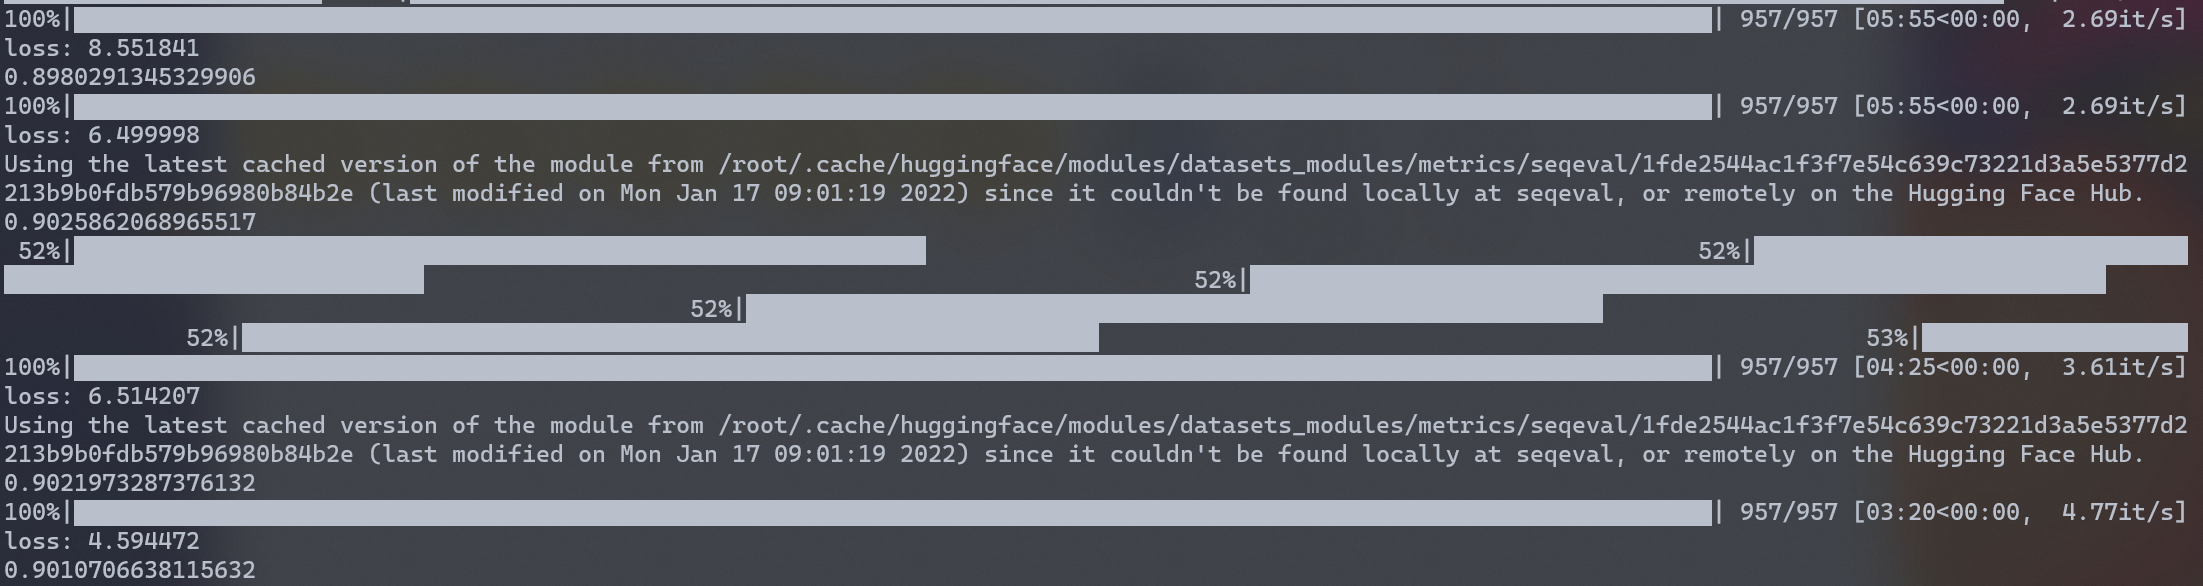 100%| | 957/957 [05:55<00:00, 2.69it/s]
loss: 8.551841
0.8980291345329906
100%| | 957/957 [05:55<00:00, 2.69it/s]
loss: 6.499998
Using the latest cached version of the module from /root/.cache/huggingface/modules/datasets_modules/metrics/seqeval/1fde2544ac1f3f7e54c639c73221d3a5e5377d2
213b9b0fdb579b96980b84b2e (last modified on Mon Jan 17 09:01:19 2022) since it couldn't be found locally at seqeval, or remotely on the Hugging Face Hub.
0.9025862068965517
52%| 52%|
52%|
52%|
52%| 53%|
100%| | 957/957 [04:25<00:00, 3.61it/s]
loss: 6.514207
Using the latest cached version of the module from /root/.cache/huggingface/modules/datasets_modules/metrics/seqeval/1fde2544ac1f3f7e54c639c73221d3a5e5377d2
213b9b0fdb579b96980b84b2e (last modified on Mon Jan 17 09:01:19 2022) since it couldn't be found locally at seqeval, or remotely on the Hugging Face Hub.
0.9021973287376132
100%| | 957/957 [03:20<00:00, 4.77it/s]
loss: 4.594472
0.9010706638115632